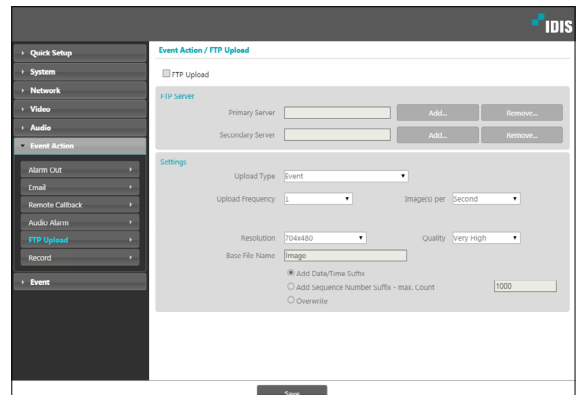 IDIS
Quick Setup
System
Network
Video
Audio
Event Action
Alarm Out
Email
Remote Callback
Audio Alarm
FTP Upload
Record
Event
Event Action / FTP Upload
FTP Upload
FTP Server
Primary Server Add... Remove...
Secondary Server Add... Remove...
Settings
Upload Type Event
Upload Frequency 1 Image(s) per Second
Resolution 704x480 Quality Very High
Base File Name Image
Add Date/Time Suffix
Add Sequence Number Suffix - max. Count 1000
Overwrite
Save